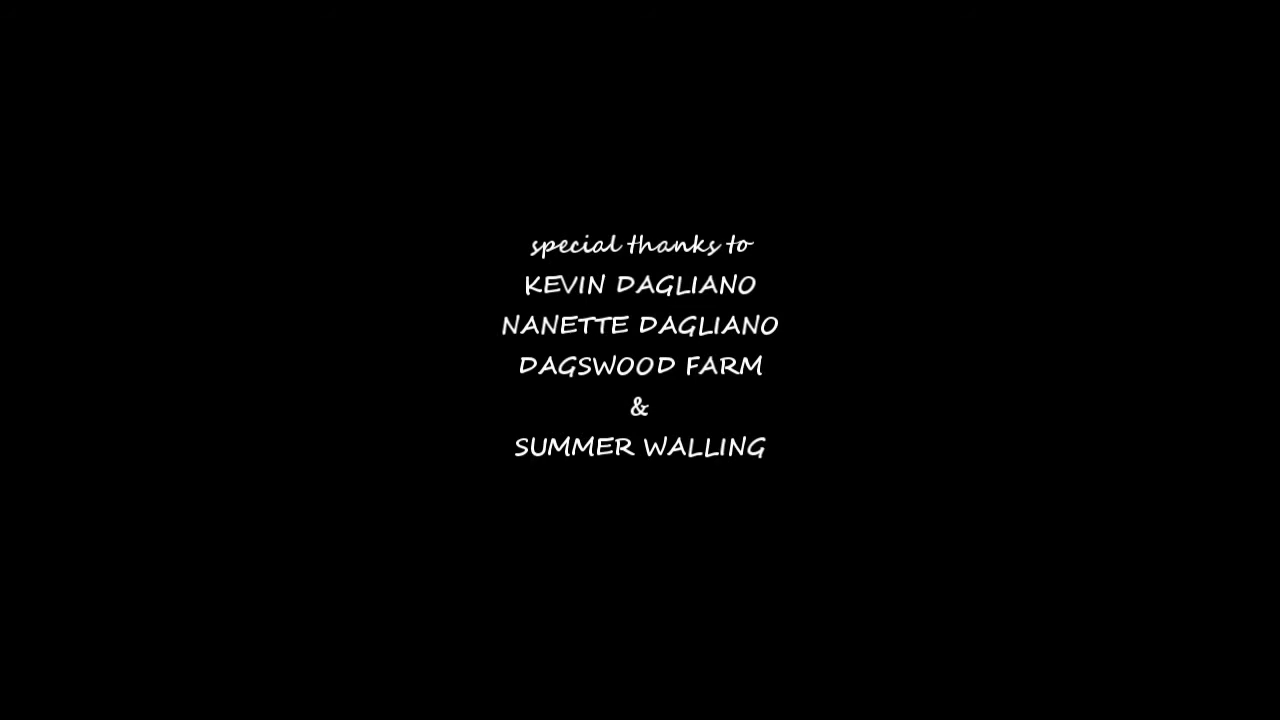 special thanks to
KEVIN DAGLIANO
NANETTE DAGLIANO
DAGSWOOD FARM
&
SUMMER WALLING